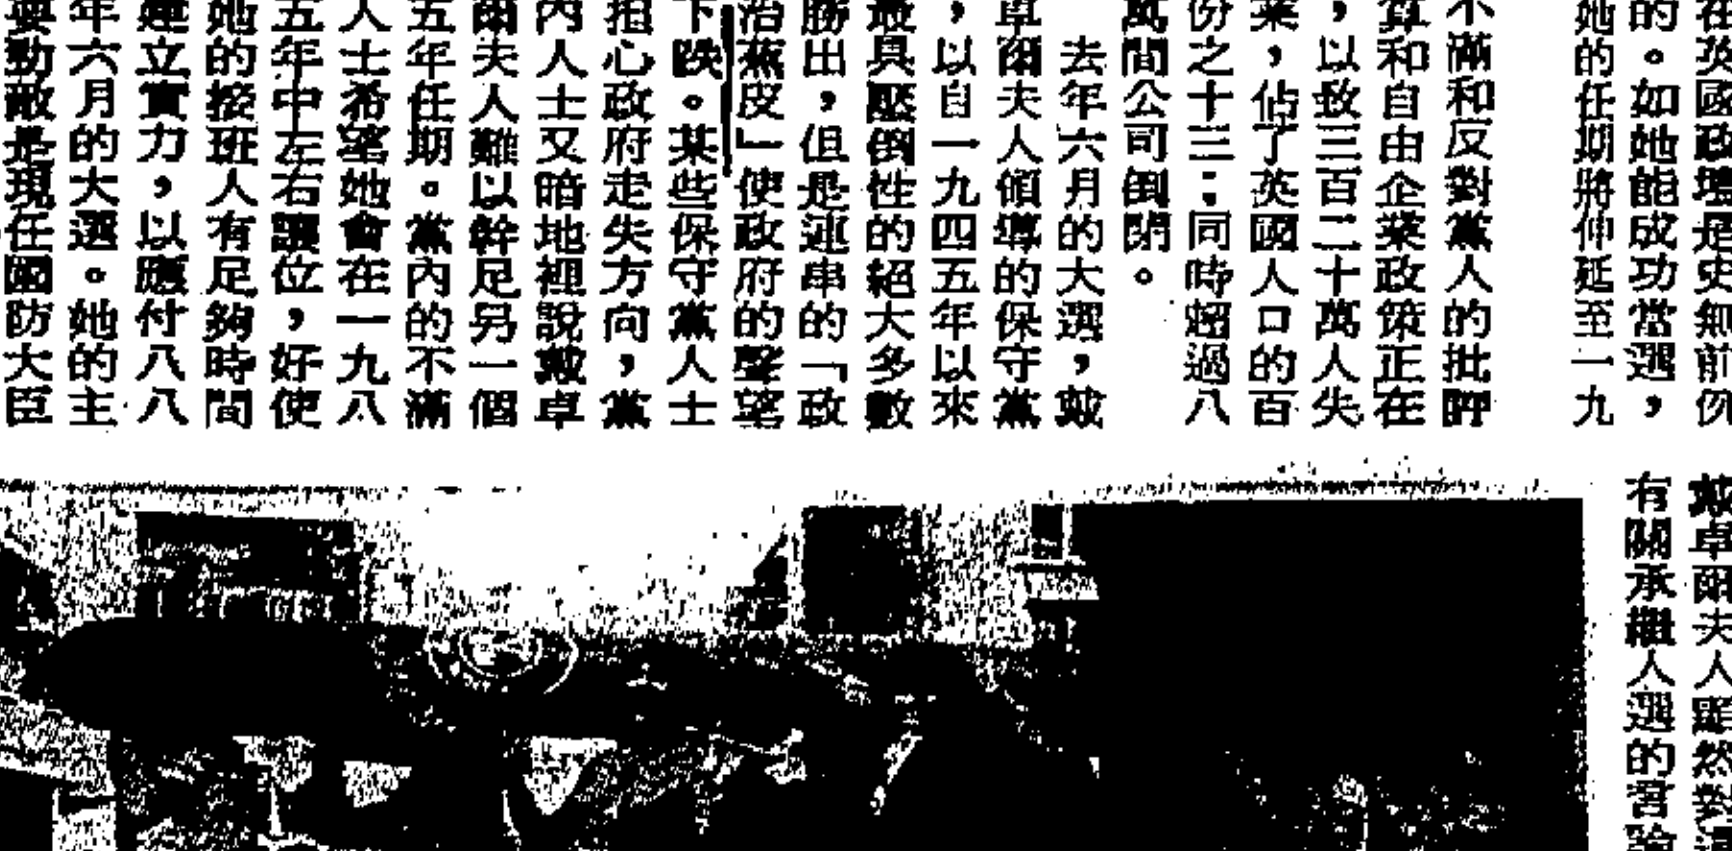 在英國政壇是史無前例
的。如她能成功當選，
她的任期將伸延至一九
不滿和反對黨人的批評
算和自由企業政策正在
，以致三百二十萬人失
業，佔了英國人口的百
份之十三；同時超過八
萬間公司倒閉。
去年六月的大選，戴
卓爾夫人領導的保守黨
，以自一九四五年以來
最具壓倒性的絕大多數
勝出，但是連串的「政
治蕉皮」使政府的聲望
下跌。某些保守黨人士
担心政府走失方向，黨
內人士又暗地裡說戴卓
爾夫人難以幹足另一個
五年任期。黨內的不滿
人士希望她會在一九八
五年中左右讓位，好使
她的接班人有足夠時間
建立實力，以應付八八
年六月的大選。她的主
要勁敵是現任國防大臣
戴卓爾夫人顯然對這
有關承繼人選的言論